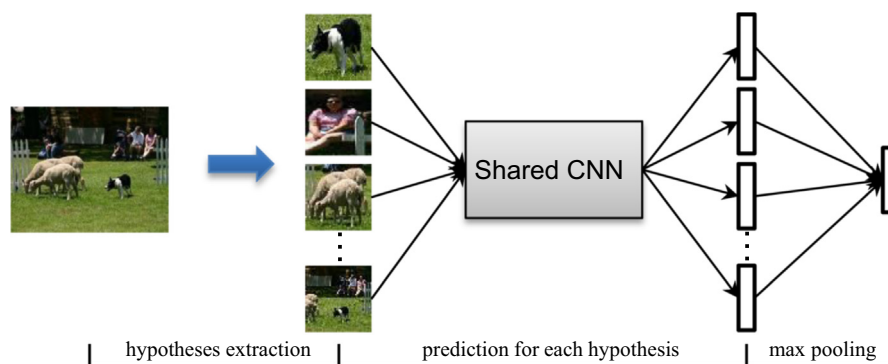 Shared CNN
hypotheses extraction
prediction for each hypothesis
max pooling